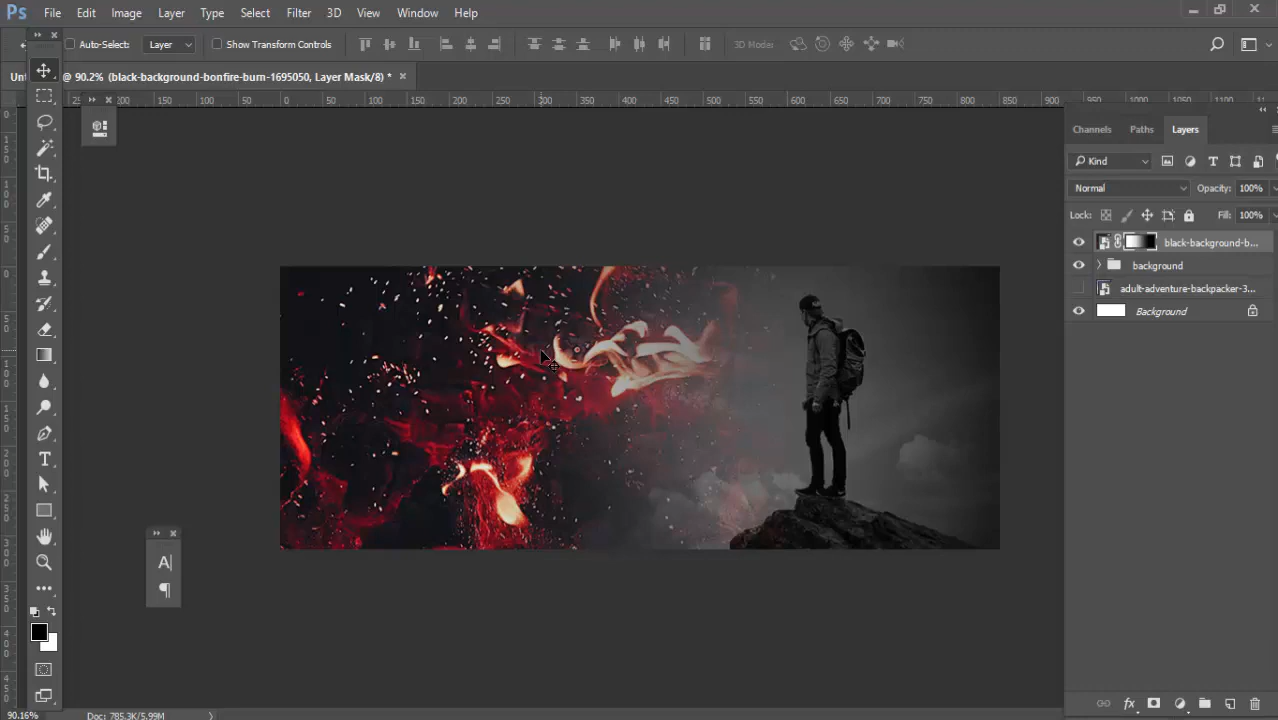 Ps File Edit Image Layer Type Select Filter 3D View Window Help
Auto-Select: Layer Show Transform Controls 3D Mode:
@ 90.2% (black-background-bonfire-burn-1695050, Layer Mask/8) *
200 150 100 50 0 50 100 150 200 250 300 350 400 450 500 550 600 650 700 750 800 850 900 950 1000 1050 1100
Channels Paths Layers
Kind
Normal Opacity: 100%
Lock: Fill: 100%
black-background-b...
background
adult-adventure-backpacker-3...
Background
90.16% Doc: 785.3K/5.99M